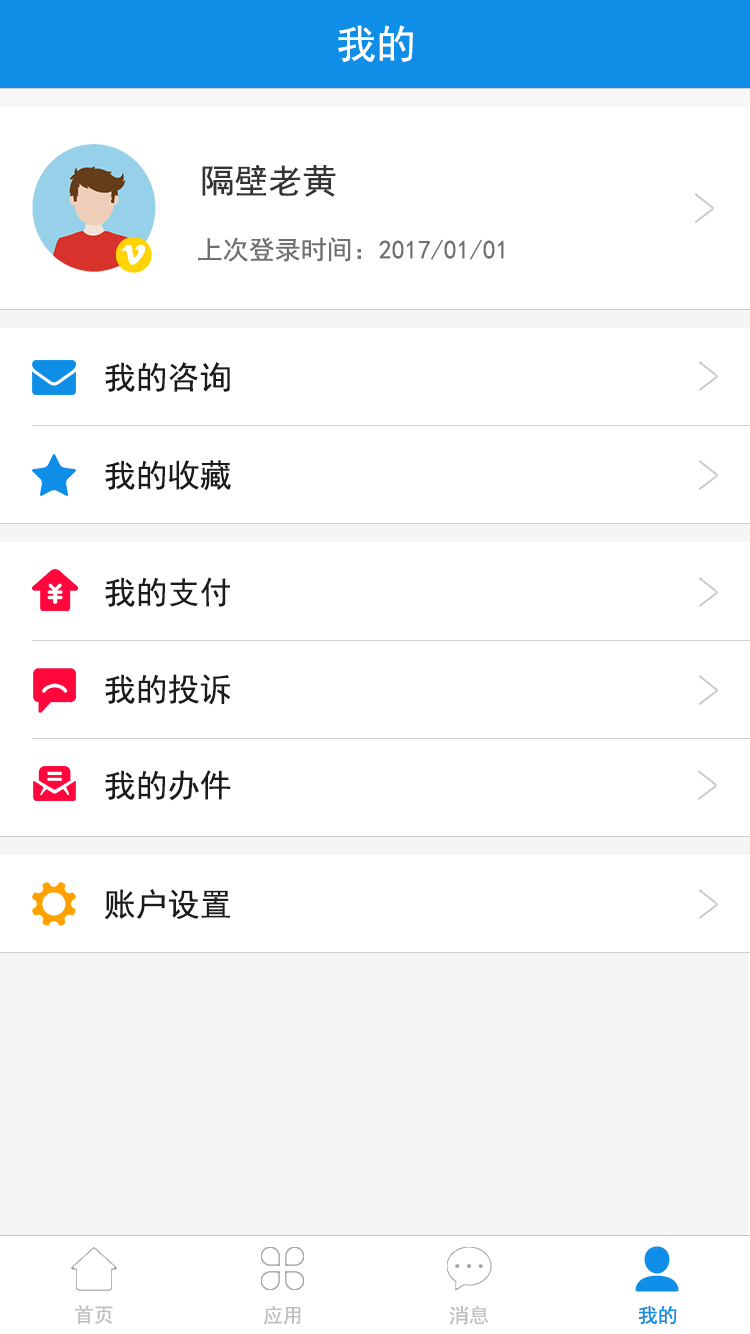 我的
隔壁老黄
上次登录时间：2017/01/01
我的咨询
我的收藏
我的支付
我的投诉
我的办件
账户设置
首页 应用 消息 我的